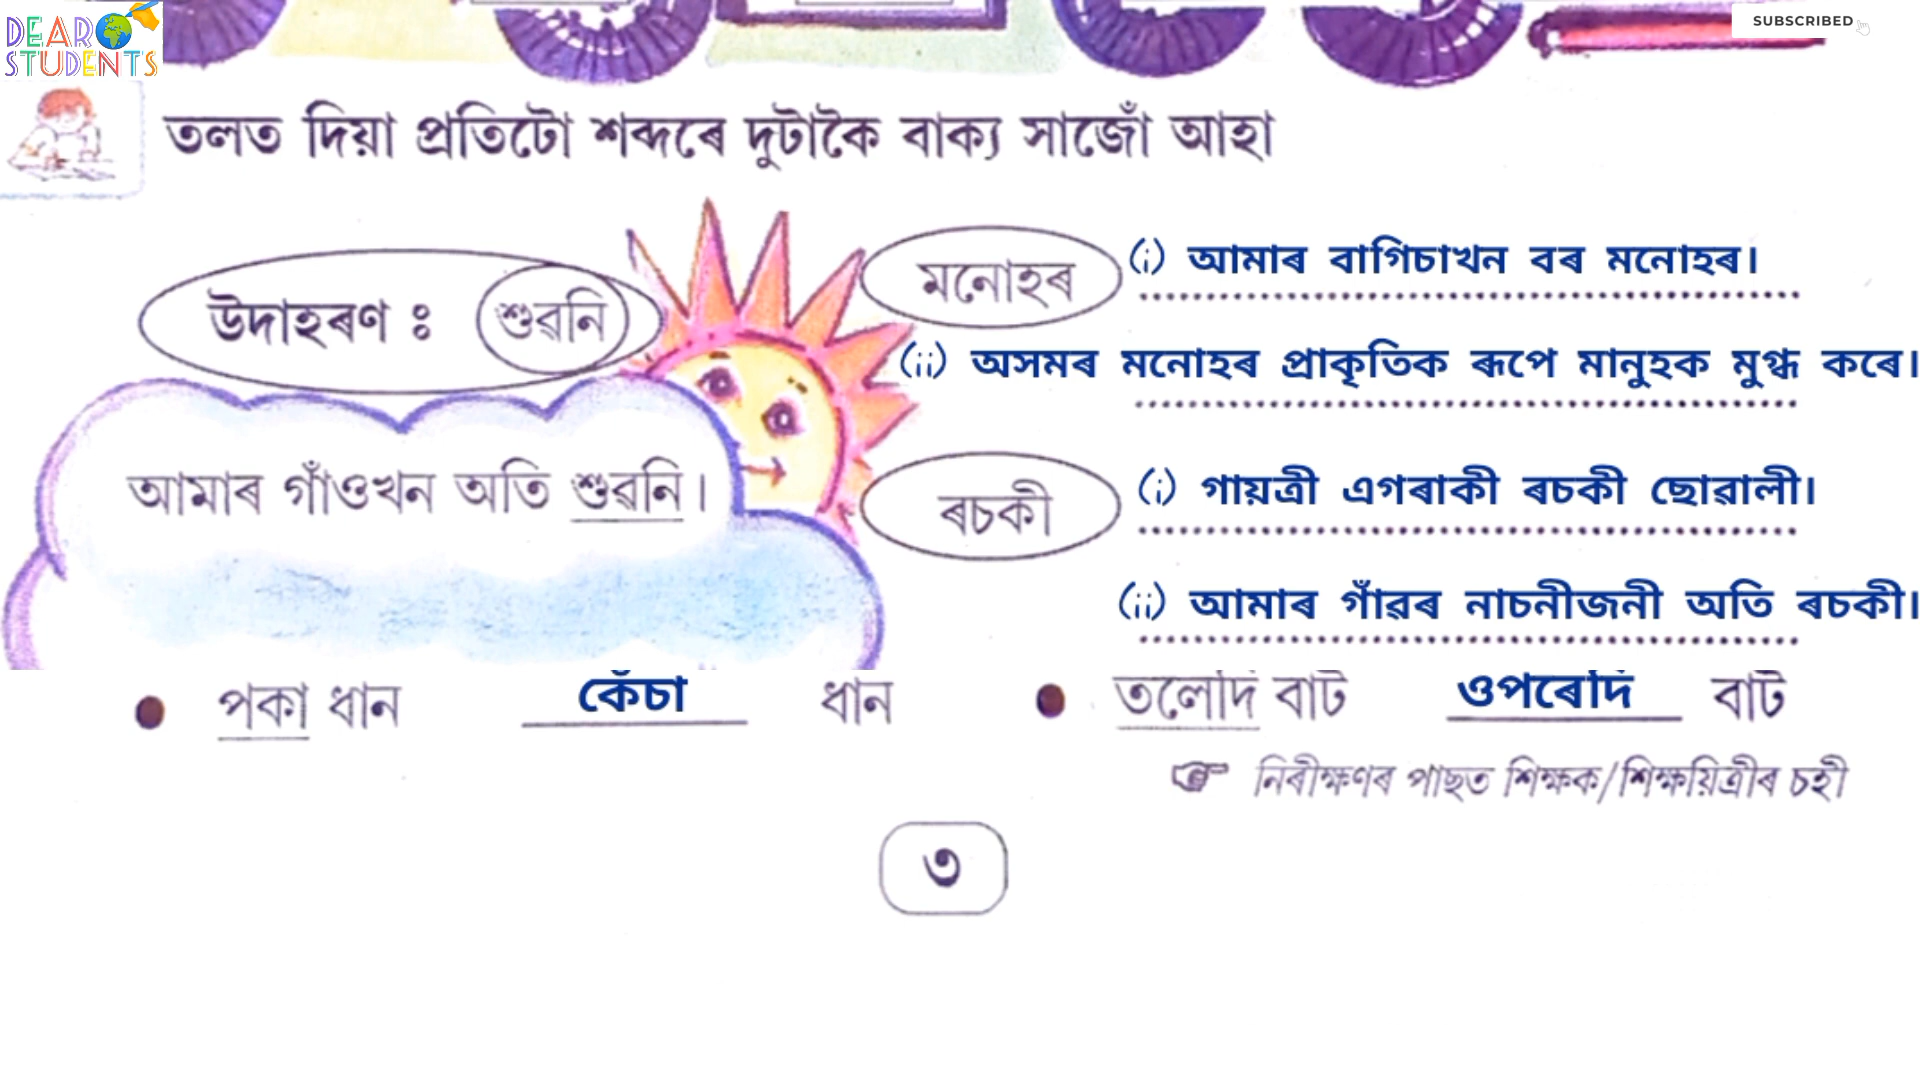 DEAR
STUDENTS
SUBSCRIBED
তলত দিয়া প্ৰতিটো শব্দৰে দুটাকৈ বাক্য সাজোঁ আহা
উদাহৰণ ঃ শুৱনি
আমাৰ গাঁওখন অতি শুৱনি।
মনোহৰ (i) আমাৰ বাগিচাখন বৰ মনোহৰ।
(ii) অসমৰ মনোহৰ প্ৰাকৃতিক ৰূপে মানুহক মুগ্ধ কৰে।
ৰচকী (i) গায়ত্ৰী এগৰাকী ৰচকী ছোৱালী।
(ii) আমাৰ গাঁৱৰ নাচনীজনী অতি ৰচকী।
● পকা ধান কেঁচা ধান ● তলেদি বাট ওপৰেদি বাট
☞ নিৰীক্ষণৰ পাছত শিক্ষক/শিক্ষয়িত্ৰীৰ চহী
৩